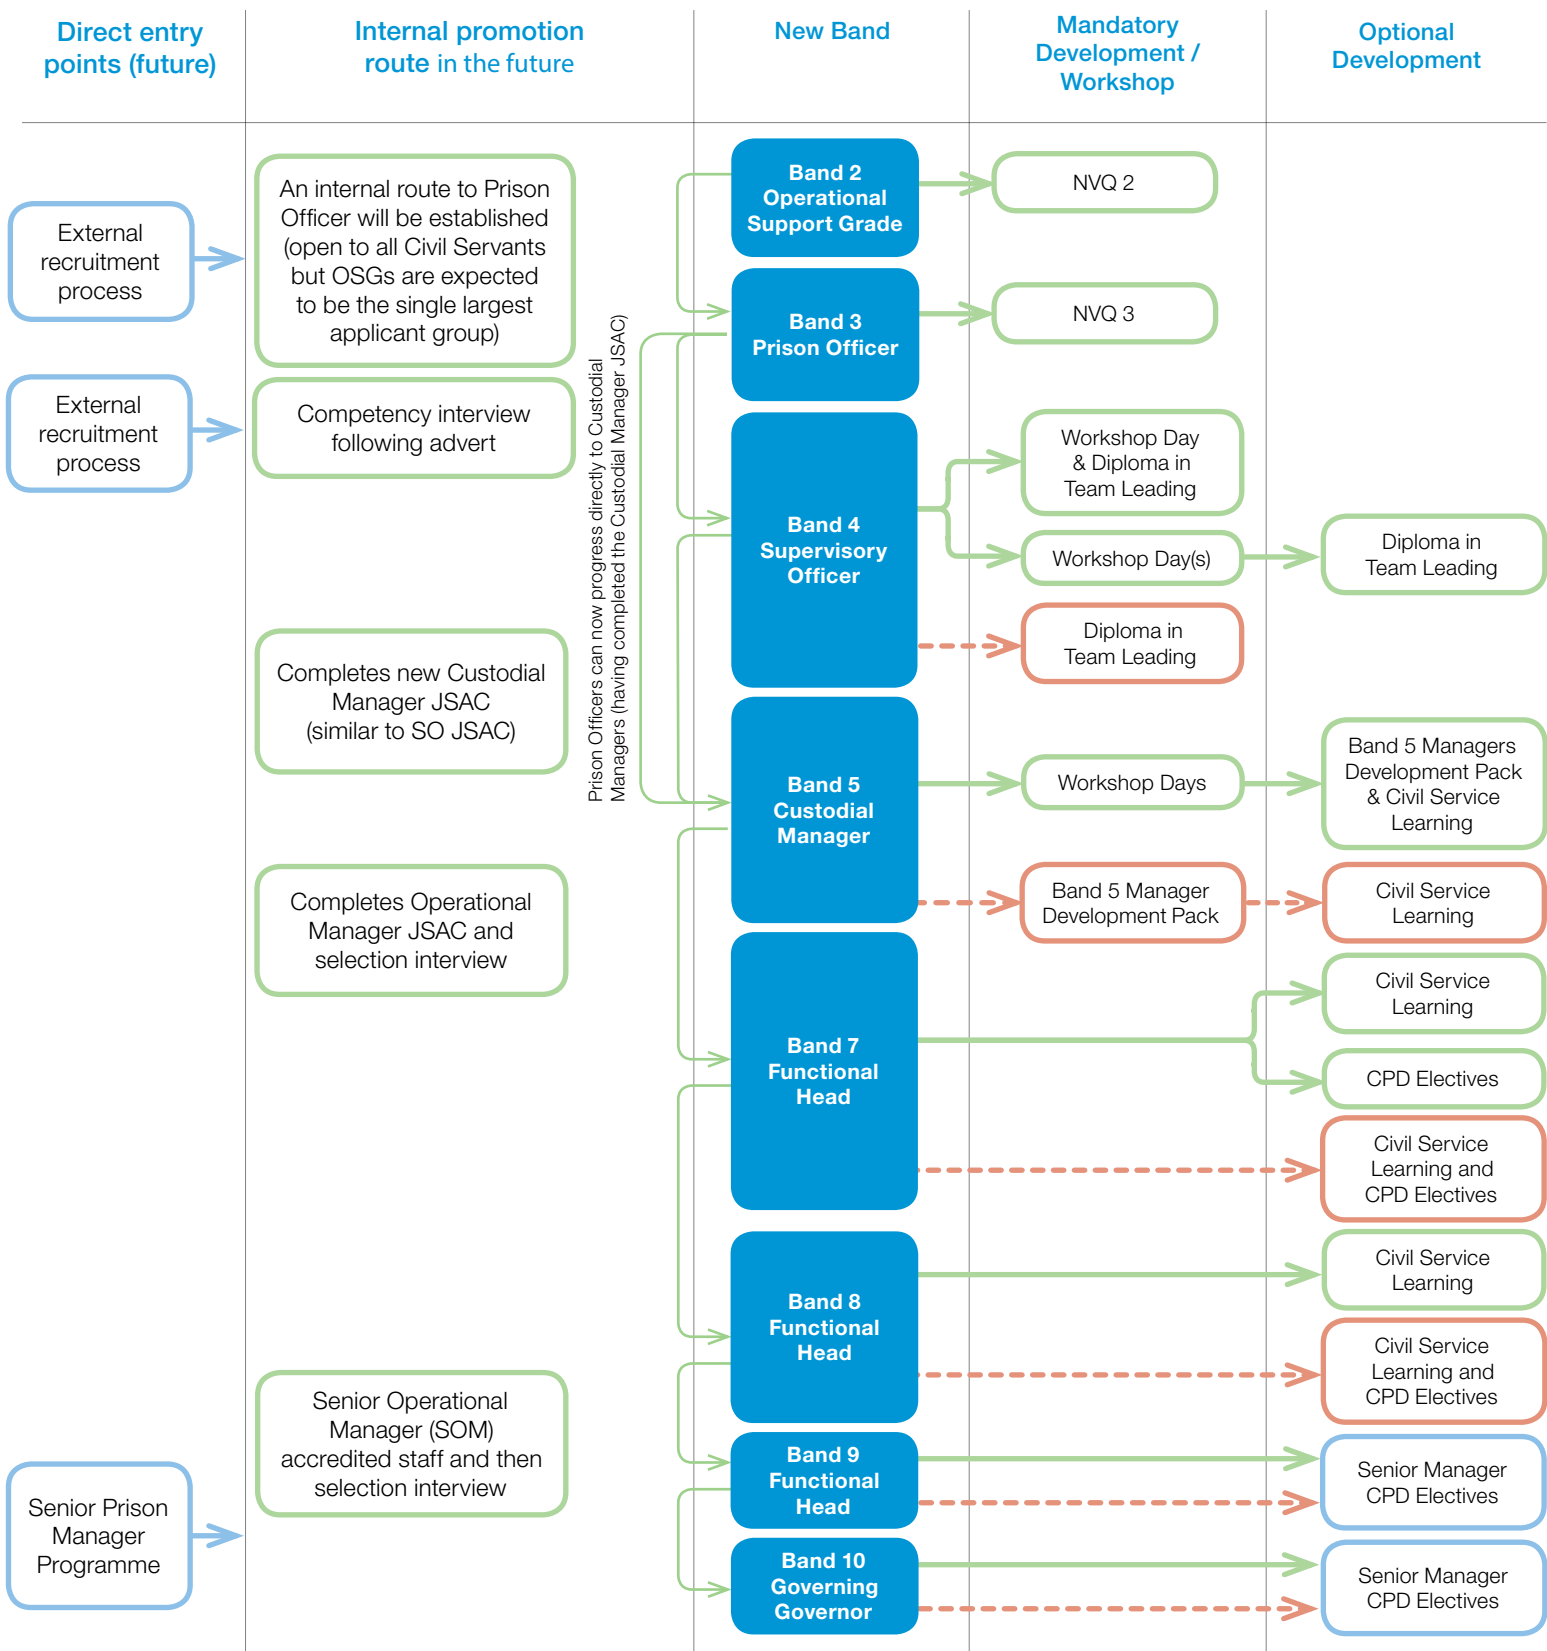 Direct entry
points (future)
Internal promotion
route in the future
New Band
Mandatory
Development /
Workshop
Optional
Development
External
recruitment
process
External
recruitment
process
Senior Prison
Manager
Programme
An internal route to Prison
Officer will be established
(open to all Civil Servants
but OSGs are expected
to be the single largest
applicant group)
Competency interview
following advert
Completes new Custodial
Manager JSAC
(similar to SO JSAC)
Completes Operational
Manager JSAC and
selection interview
Senior Operational
Manager (SOM)
accredited staff and then
selection interview
Prison Officers can now progress directly to Custodial
Managers (having completed the Custodial Manager JSAC)
Band 2
Operational
Support Grade
Band 3
Prison Officer
Band 4
Supervisory
Officer
Band 5
Custodial
Manager
Band 7
Functional
Head
Band 8
Functional
Head
Band 9
Functional
Head
Band 10
Governing
Governor
NVQ 2
NVQ 3
Workshop Day
& Diploma in
Team Leading
Workshop Day(s)
Diploma in
Team Leading
Workshop Days
Band 5 Manager
Development Pack
Diploma in
Team Leading
Band 5 Managers
Development Pack
& Civil Service
Learning
Civil Service
Learning
Civil Service
Learning
CPD Electives
Civil Service
Learning and
CPD Electives
Civil Service
Learning
Civil Service
Learning and
CPD Electives
Senior Manager
CPD Electives
Senior Manager
CPD Electives